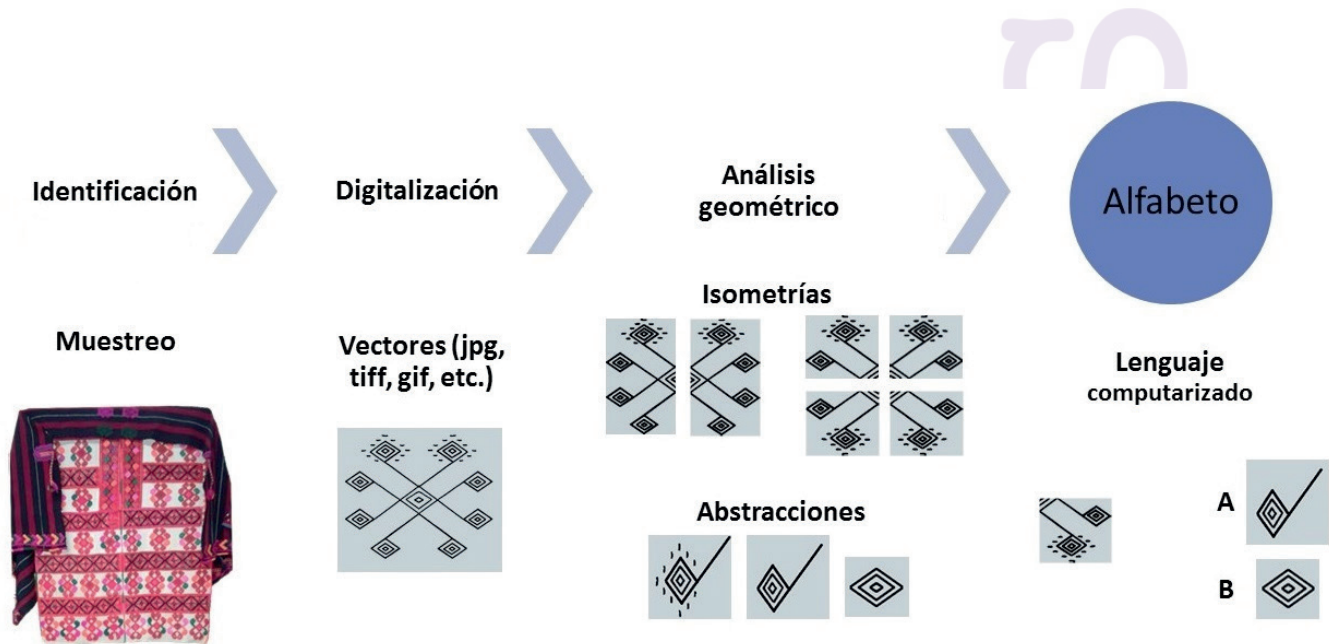 Identificación
Digitalización
Análisis
geométrico
Alfabeto
Muestreo
Vectores (jpg,
tiff, gif, etc.)
Isometrías
Abstracciones
Lenguaje
computarizado
A
B